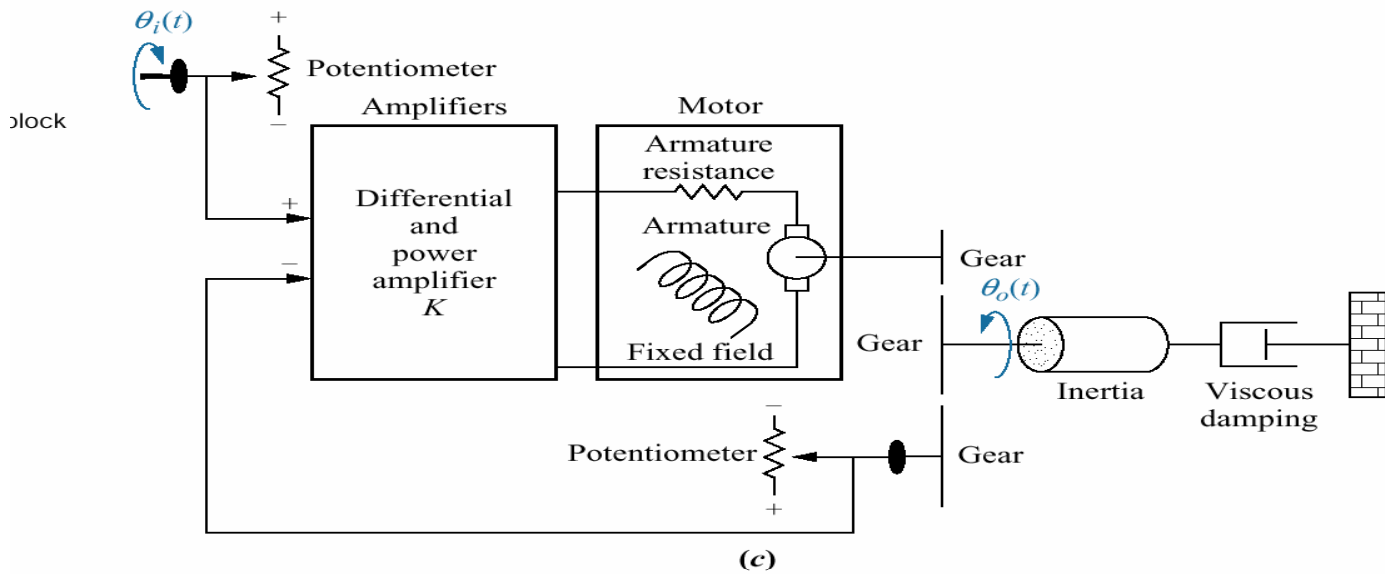 θi(t)
+
Potentiometer
−
Amplifiers
Motor
Armature
resistance
+
Differential
and
power
amplifier
K
−
Armature
Fixed field
Gear
θo(t)
Gear
Inertia
Viscous
damping
−
Potentiometer
+
Gear
(c)